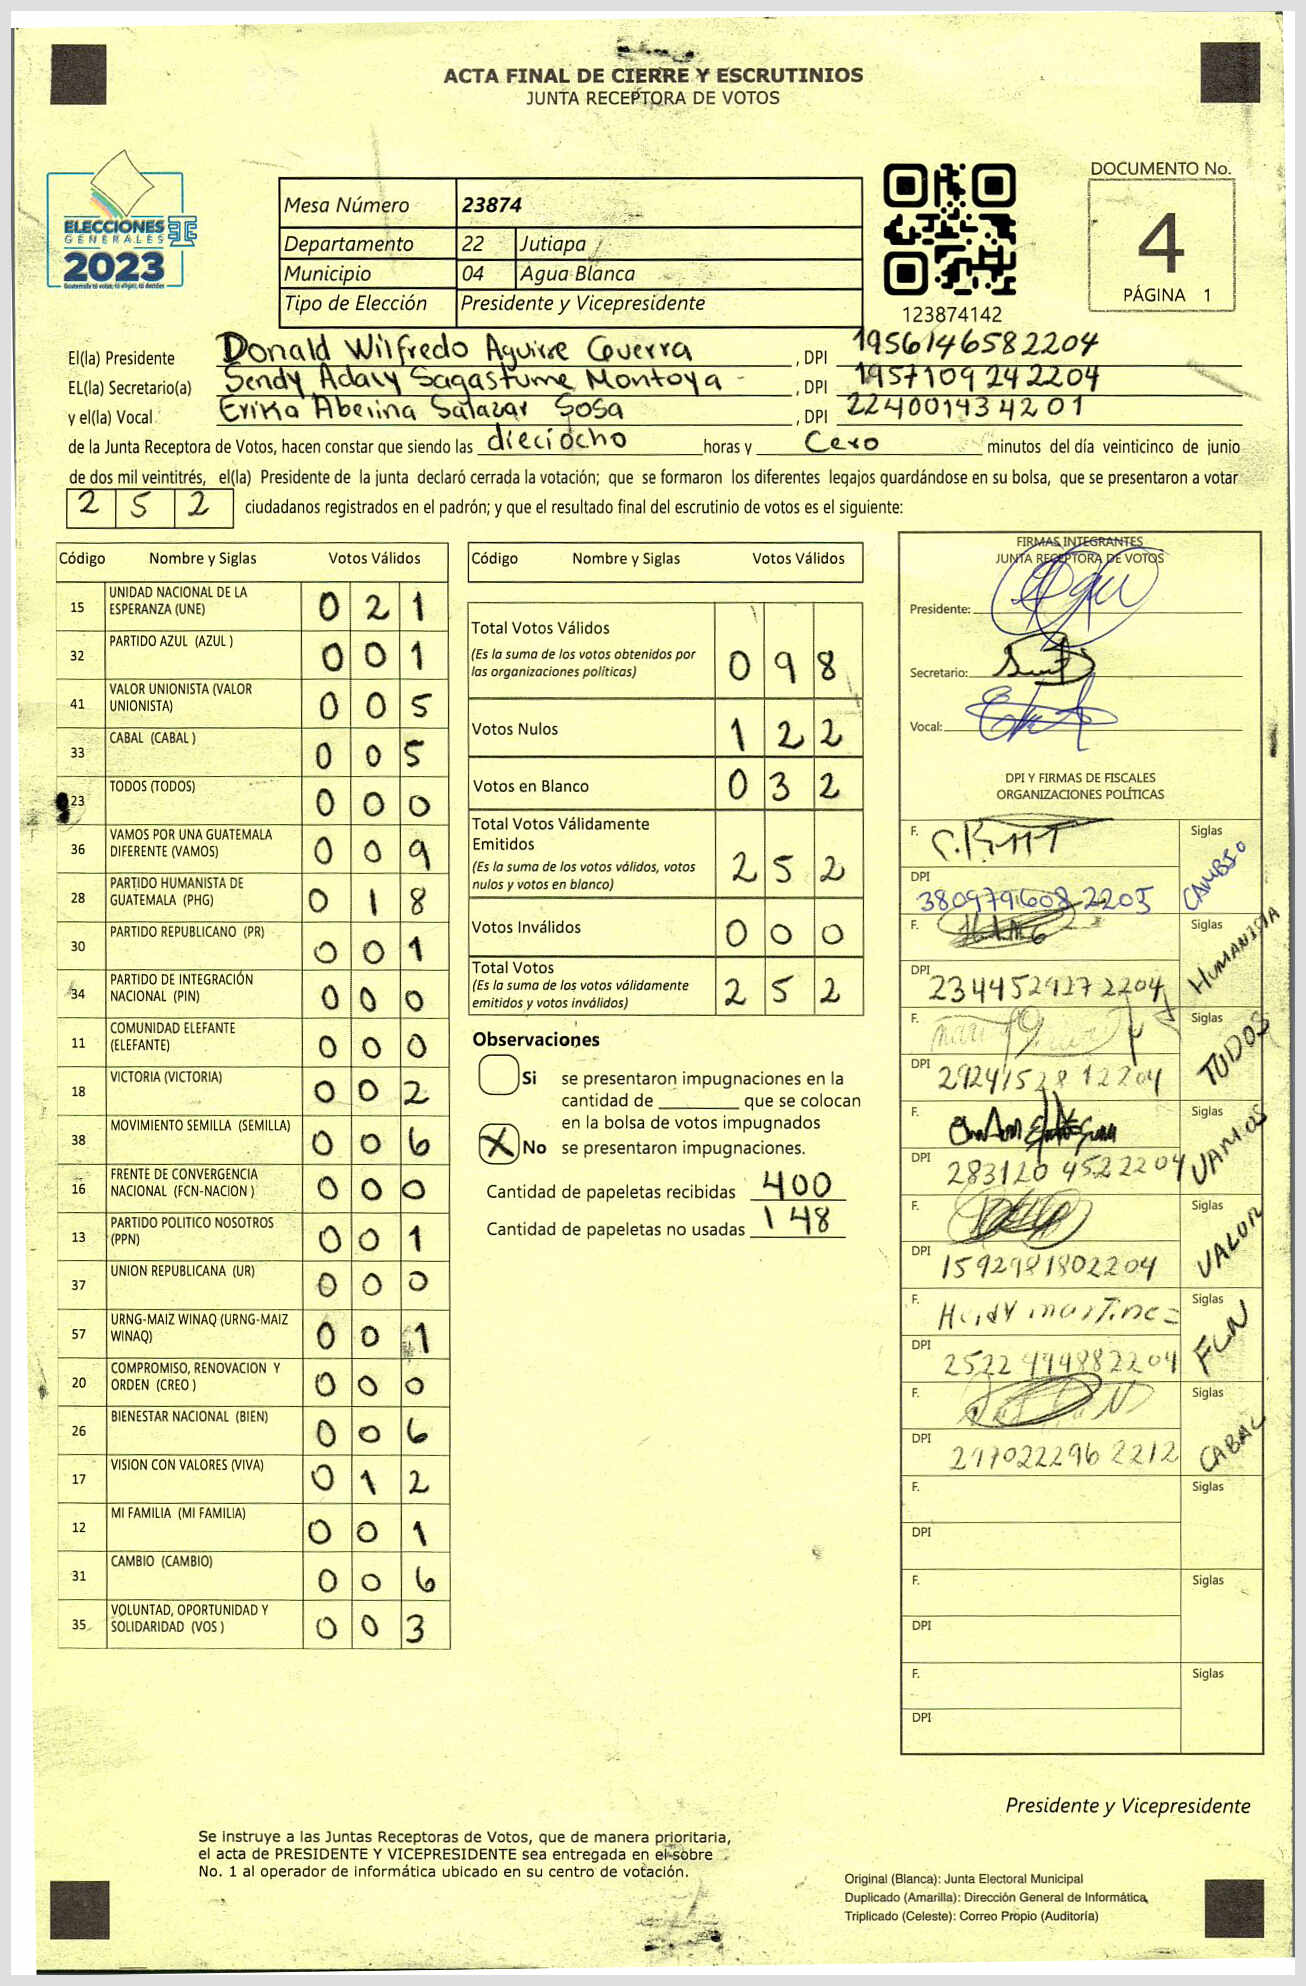 ACTA FINAL DE CIERRE Y ESCRUTINIOS
JUNTA RECEPTORA DE VOTOS
ELECCIONES
GENERALES
2023
Mesa Número 23874
Departamento 22 Jutiapa
Municipio 04 Agua Blanca
Tipo de Elección Presidente y Vicepresidente
123874142
DOCUMENTO No.
4
PÁGINA 1
El(la) Presidente Donald Wilfredo Aguirre Guerra , DPI 1956146582204
EL(la) Secretario(a) Sendy Adaly Sagastume Montoya , DPI 1957109242204
y el(la) Vocal Erika Abelina Salazar Sosa , DPI 2240014342201
de la Junta Receptora de Votos, hacen constar que siendo las dieciocho horas y Cero minutos del día veinticinco de junio
de dos mil veintitrés, el(la) Presidente de la junta declaró cerrada la votación; que se formaron los diferentes legajos guardándose en su bolsa, que se presentaron a votar
2 5 2 ciudadanos registrados en el padrón; y que el resultado final del escrutinio de votos es el siguiente:
Código Nombre y Siglas Votos Válidos
15 UNIDAD NACIONAL DE LA ESPERANZA (UNE) 0 2 1
32 PARTIDO AZUL (AZUL ) 0 0 1
41 VALOR UNIONISTA (VALOR UNIONISTA) 0 0 5
33 CABAL (CABAL ) 0 0 5
23 TODOS (TODOS) 0 0 0
36 VAMOS POR UNA GUATEMALA DIFERENTE (VAMOS) 0 0 9
28 PARTIDO HUMANISTA DE GUATEMALA (PHG) 0 1 8
30 PARTIDO REPUBLICANO (PR) 0 0 1
34 PARTIDO DE INTEGRACIÓN NACIONAL (PIN) 0 0 0
11 COMUNIDAD ELEFANTE (ELEFANTE) 0 0 0
18 VICTORIA (VICTORIA) 0 0 2
38 MOVIMIENTO SEMILLA (SEMILLA) 0 0 6
16 FRENTE DE CONVERGENCIA NACIONAL (FCN-NACION ) 0 0 0
13 PARTIDO POLITICO NOSOTROS (PPN) 0 0 1
37 UNION REPUBLICANA (UR) 0 0 0
57 URNG-MAIZ WINAQ (URNG-MAIZ WINAQ) 0 0 1
20 COMPROMISO, RENOVACION Y ORDEN (CREO ) 0 0 0
26 BIENESTAR NACIONAL (BIEN) 0 0 6
17 VISION CON VALORES (VIVA) 0 1 2
12 MI FAMILIA (MI FAMILIA) 0 0 1
31 CAMBIO (CAMBIO) 0 0 6
35 VOLUNTAD, OPORTUNIDAD Y SOLIDARIDAD (VOS ) 0 0 3
Código Nombre y Siglas Votos Válidos
Total Votos Válidos 0 9 8
(Es la suma de los votos obtenidos por
las organizaciones políticas)
Votos Nulos 1 2 2
Votos en Blanco 0 3 2
Total Votos Válidamente
Emitidos 2 5 2
(Es la suma de los votos válidos, votos
nulos y votos en blanco)
Votos Inválidos 0 0 0
Total Votos 2 5 2
(Es la suma de los votos válidamente
emitidos y votos inválidos)
Observaciones
Si se presentaron impugnaciones en la
cantidad de ________ que se colocan
en la bolsa de votos impugnados
X No se presentaron impugnaciones.
Cantidad de papeletas recibidas 400
Cantidad de papeletas no usadas 148
FIRMAS INTEGRANTES
JUNTA RECEPTORA DE VOTOS
Presidente:
Secretario:
Vocal:
DPI Y FIRMAS DE FISCALES
ORGANIZACIONES POLÍTICAS
F. Siglas CAMBIO
DPI 3809796082205
F. Siglas HUMANISTA
DPI 2344529272204
F. Siglas TODOS
DPI 2924152812204
F. Siglas VAMOS
DPI 2831204522204
F. Siglas VALOR
DPI 1592981802204
F. Heidy martinez Siglas FCN
DPI 2522494882204
F. Siglas CABAL
DPI 2970222962212
F. Siglas
DPI
F. Siglas
DPI
F. Siglas
DPI
Presidente y Vicepresidente
Se instruye a las Juntas Receptoras de Votos, que de manera prioritaria,
el acta de PRESIDENTE Y VICEPRESIDENTE sea entregada en el sobre
No. 1 al operador de informática ubicado en su centro de votación.
Original (Blanca): Junta Electoral Municipal
Duplicado (Amarilla): Dirección General de Informática
Triplicado (Celeste): Correo Propio (Auditoría)